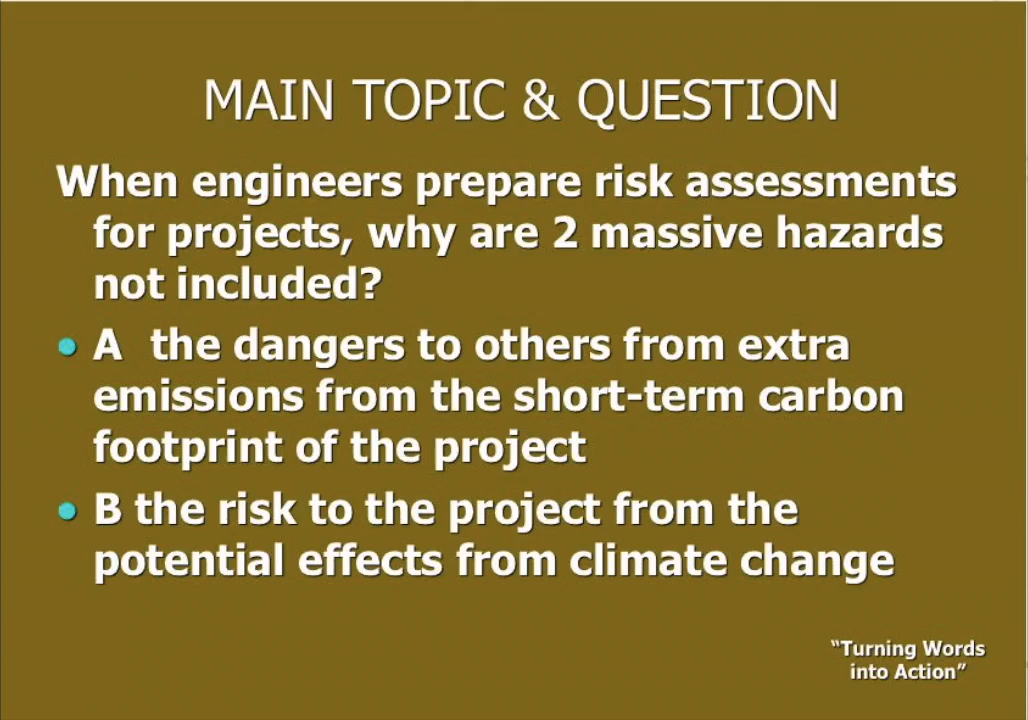 MAIN TOPIC & QUESTION
When engineers prepare risk assessments
for projects, why are 2 massive hazards
not included?
• A the dangers to others from extra
emissions from the short-term carbon
footprint of the project
• B the risk to the project from the
potential effects from climate change
“Turning Words
into Action”